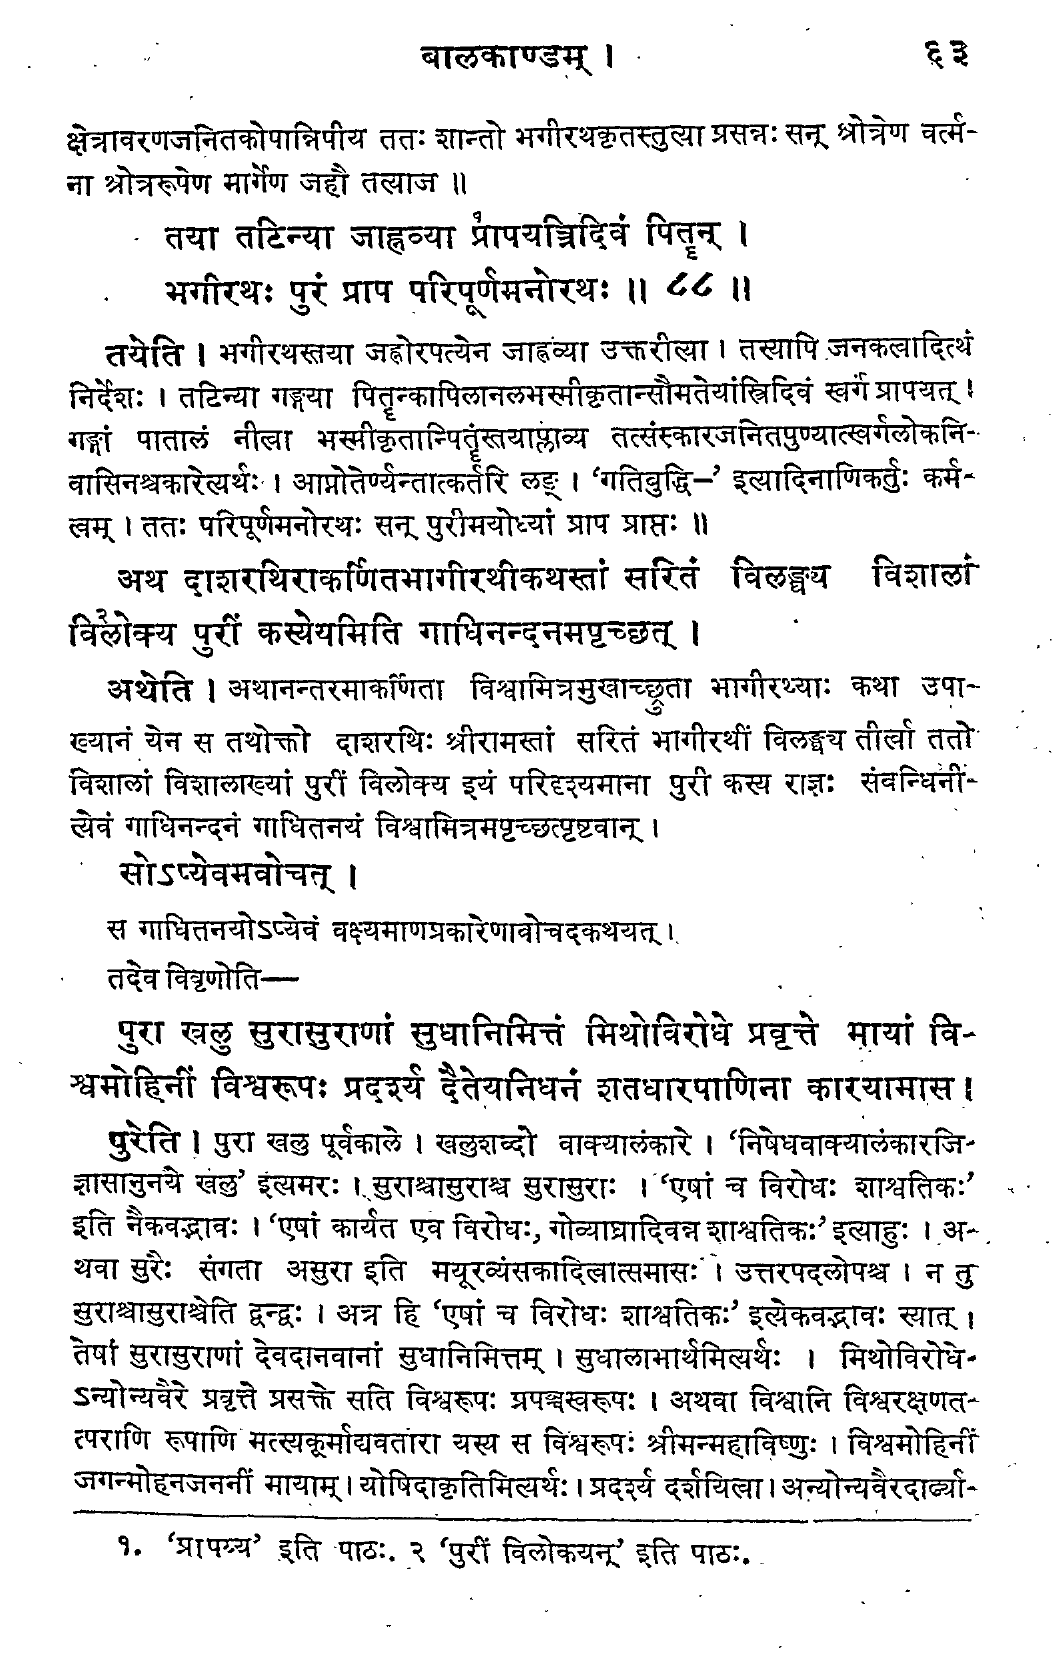 बालकाण्डम् । ६३
क्षेत्रावरणजनितकोपान्निपीय ततः शान्तो भगीरथकृतस्तुत्या प्रसन्नः सन् श्रोत्रेण वर्त्म-
ना श्रोत्ररूपेण मार्गेण जहौ तत्याज ॥
तया तटिन्या जाह्नव्या प्रा१पयन्त्रिदिवं पितॄन् ।
भगीरथः पुरं प्राप परिपूर्णमनोरथः ॥ ८८ ॥
तयेति । भगीरथस्तया जह्नोरपत्येन जाह्नव्या उक्तरीत्या । तस्यापि जनकत्वादित्थं
निर्देशः । तटिन्या गङ्गया पितॄन्कापिलानलभस्मीकृतान्सौमतेयांस्त्रिदिवं स्वर्गं प्रापयत् ।
गङ्गां पातालं नीत्वा भस्मीकृतान्पितॄंस्तयाप्लाव्य तत्संस्कारजनितपुण्यात्स्वर्गलोकनि-
वासिनश्चकारेत्यर्थः । आप्नोतेर्ण्यन्तात्कर्तरि लङ् । ‘गतिबुद्धि–’ इत्यादिनाणिकर्तुः कर्म-
त्वम् । ततः परिपूर्णमनोरथः सन् पुरीमयोध्यां प्राप प्राप्तः ॥
अथ दाशरथिराकर्णितभागीरथीकथस्तां सरितं विलङ्घ्य विशालां
वि२लोक्य पुरीं कस्येयमिति गाधिनन्दनमपृच्छत् ।
अथेति । अथानन्तरमाकर्णिता विश्वामित्रमुखाच्छ्रुता भागीरथ्याः कथा उपा-
ख्यानं येन स तथोक्तो दाशरथिः श्रीरामस्तां सरितं भागीरथीं विलङ्घ्य तीर्त्वा ततो
विशालां विशालाख्यां पुरीं विलोक्य इयं परिदृश्यमाना पुरी कस्य राज्ञः संबन्धिनी-
त्येवं गाधिनन्दनं गाधितनयं विश्वामित्रमपृच्छत्पृष्टवान् ।
सोऽप्येवमवोचत् ।
स गाधितनयोऽप्येवं वक्ष्यमाणप्रकारेणावोचदकथयत् ।
तदेव विवृणोति—
पुरा खलु सुरासुराणां सुधानिमित्तं मिथोविरोधे प्रवृत्ते मायां वि-
श्वमोहिनीं विश्वरूपः प्रदर्श्य दैतेयनिधनं शतधारपाणिना कारयामास ।
पुरेति । पुरा खलु पूर्वकाले । खलुशब्दो वाक्यालंकारे । ‘निषेधवाक्यालंकारजि-
ज्ञासानुनये खलु’ इत्यमरः । सुराश्चासुराश्च सुरासुराः । ‘एषां च विरोधः शाश्वतिकः’
इति नैकवद्भावः । ‘एषां कार्यत एव विरोधः, गोव्याघ्रादिवन्न शाश्वतिकः’ इत्याहुः । अ-
थवा सुरैः संगता असुरा इति मयूरव्यंसकादित्वात्समासः । उत्तरपदलोपश्च । न तु
सुराश्चासुराश्चेति द्वन्द्वः । अत्र हि ‘एषां च विरोधः शाश्वतिकः’ इत्येकवद्भावः स्यात् ।
तेषां सुरासुराणां देवदानवानां सुधानिमित्तम् । सुधालाभार्थमित्यर्थः । मिथोविरोधे-
ऽन्योन्यवैरे प्रवृत्ते प्रसक्ते सति विश्वरूपः प्रपञ्चस्वरूपः । अथवा विश्वानि विश्वरक्षणत-
त्पराणि रूपाणि मत्स्यकूर्माद्यवतारा यस्य स विश्वरूपः श्रीमन्महाविष्णुः । विश्वमोहिनीं
जगन्मोहनजननीं मायाम् । योषिदाकृतिमित्यर्थः । प्रदर्श्य दर्शयित्वा । अन्योन्यवैरदार्ढ्या-
१. ‘प्रापय्य’ इति पाठः. २ ‘पुरीं विलोकयन्’ इति पाठः.